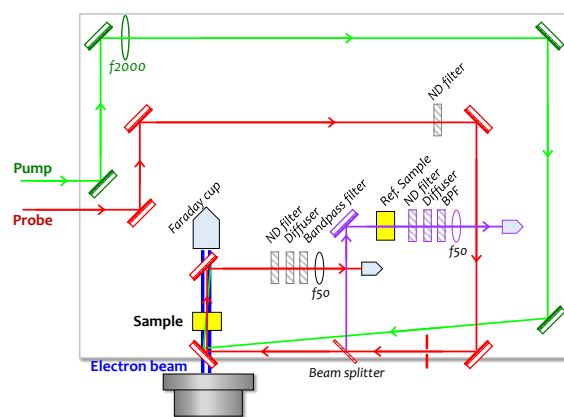 f2000
ND filter
Pump
Probe
Faraday cup
ND filter
Diffuser
Bandpass filter
Ref. Sample
ND filter
Diffuser
BPF
f50
f50
Sample
Electron beam
Beam splitter